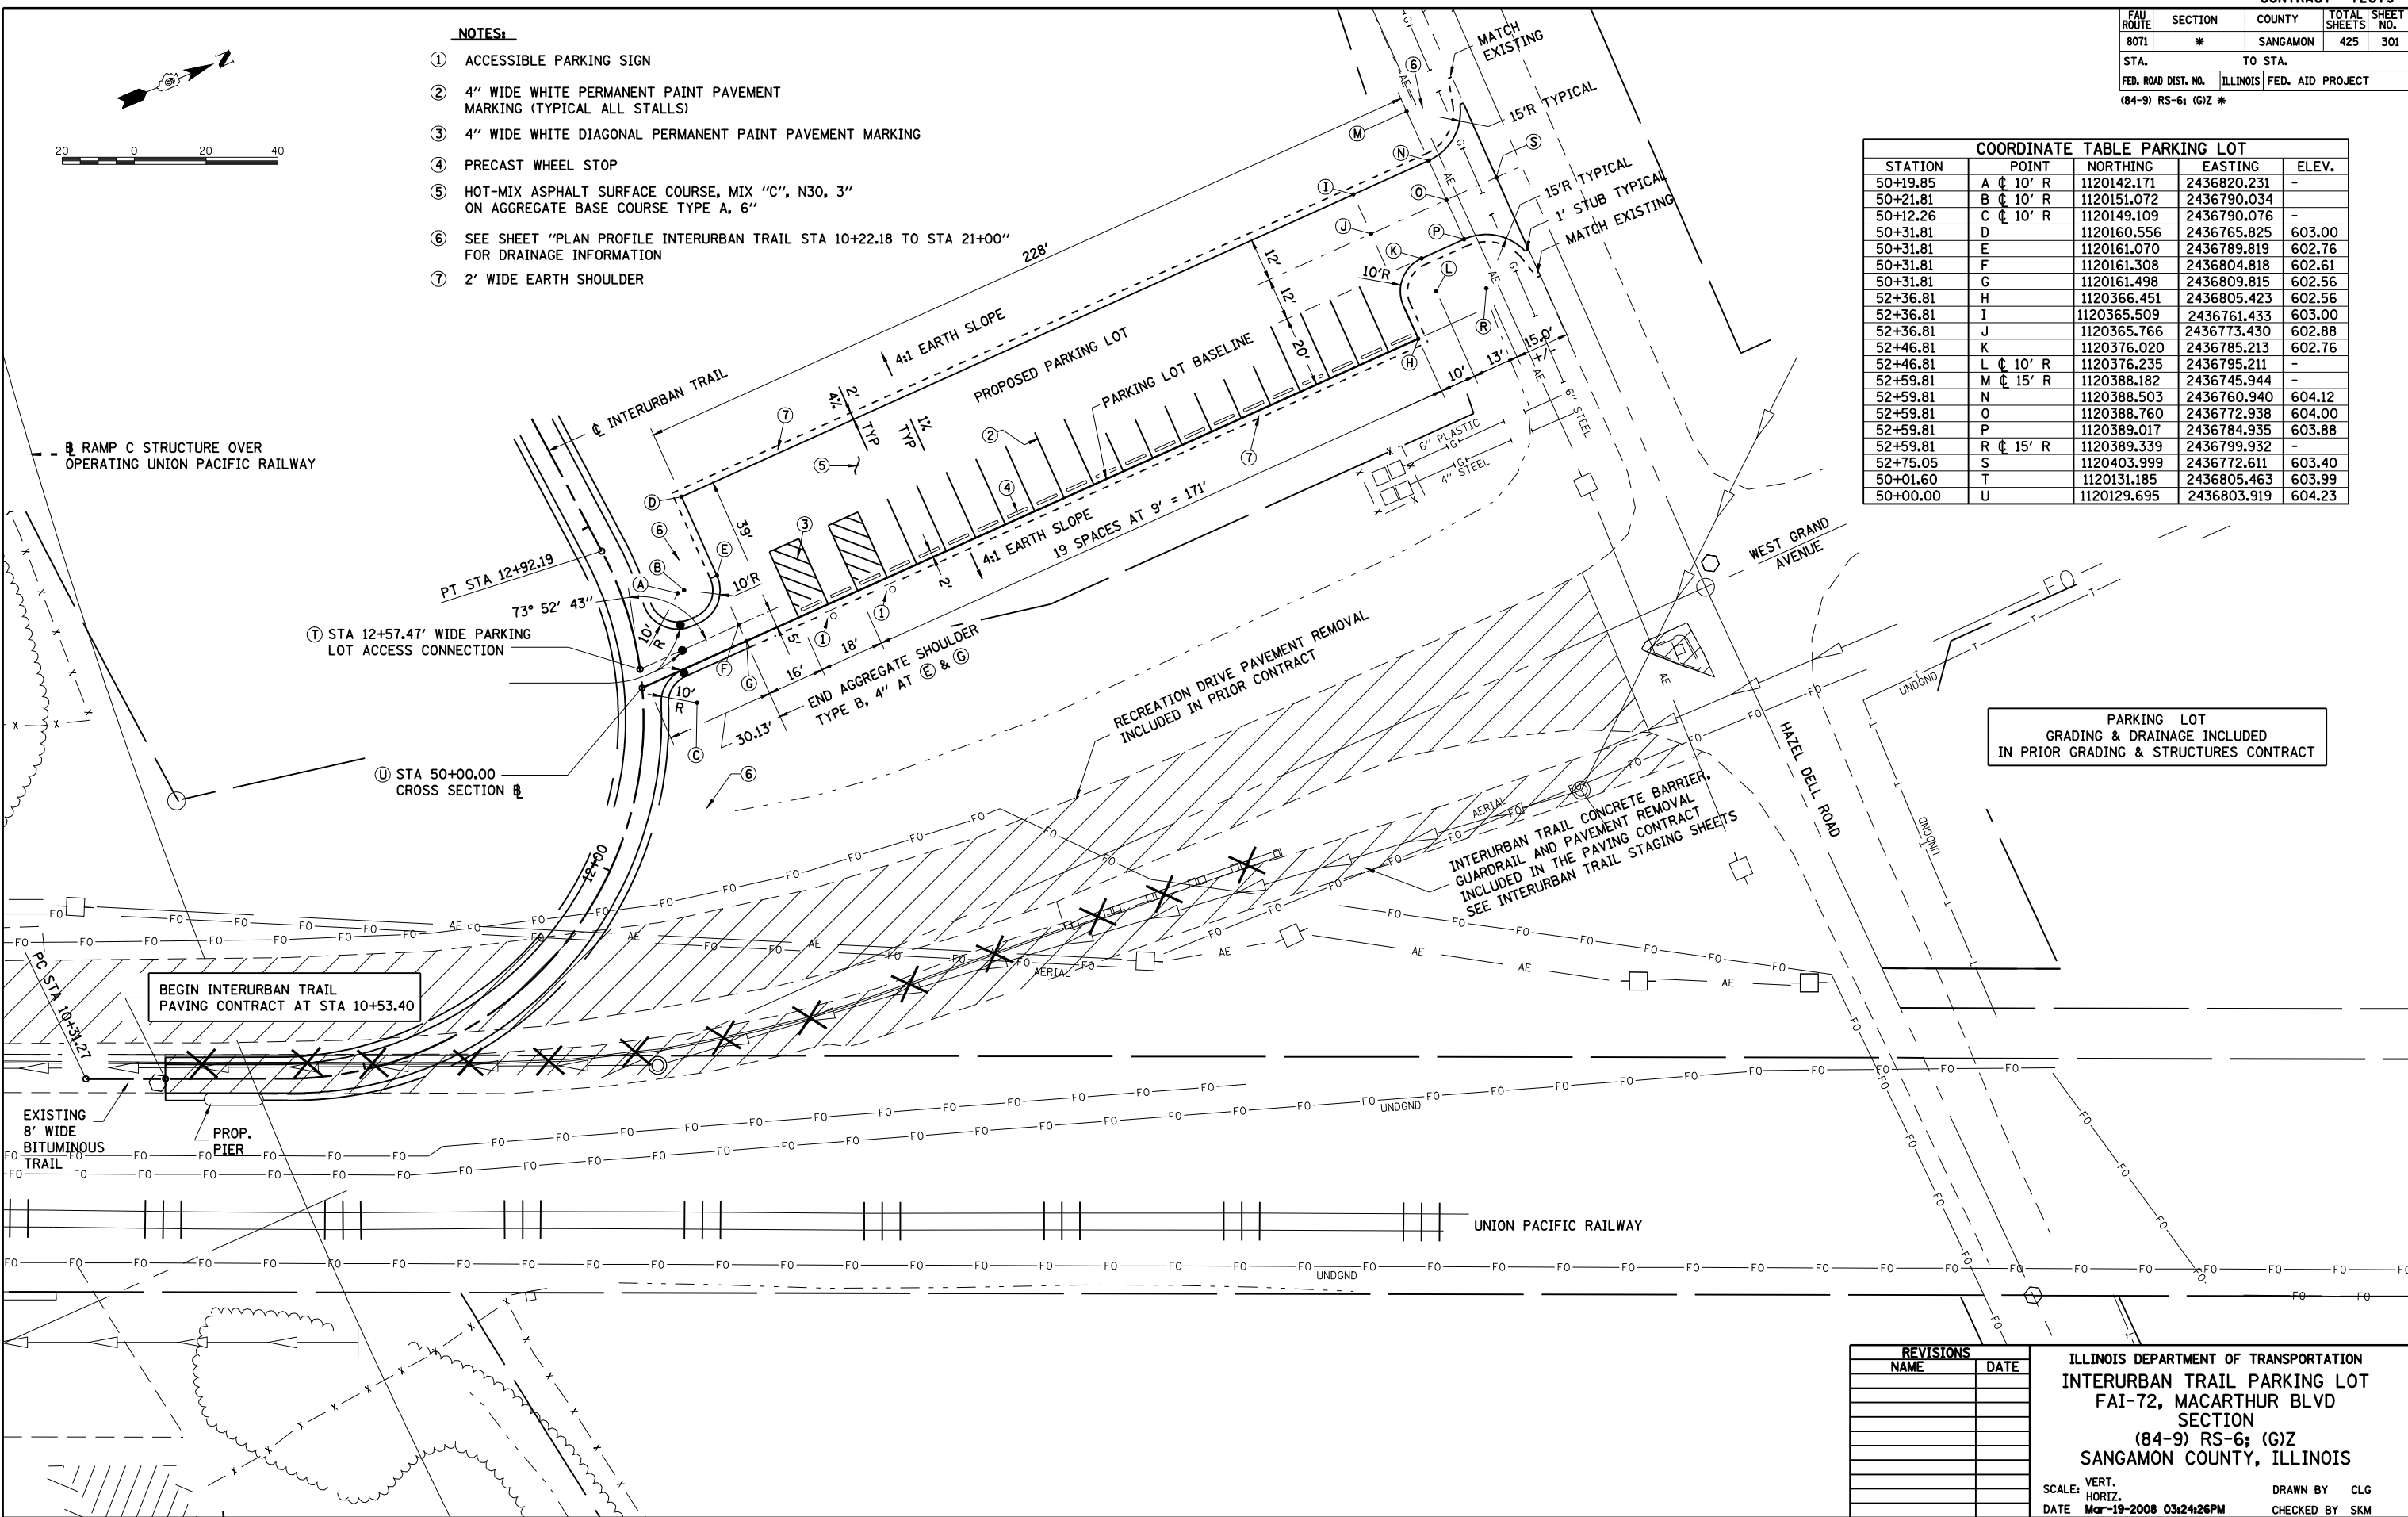 NOTES:
① ACCESSIBLE PARKING SIGN
② 4" WIDE WHITE PERMANENT PAINT PAVEMENT
MARKING (TYPICAL ALL STALLS)
③ 4" WIDE WHITE DIAGONAL PERMANENT PAINT PAVEMENT MARKING
④ PRECAST WHEEL STOP
⑤ HOT-MIX ASPHALT SURFACE COURSE, MIX "C", N30, 3"
ON AGGREGATE BASE COURSE TYPE A, 6"
⑥ SEE SHEET "PLAN PROFILE INTERURBAN TRAIL STA 10+22.18 TO STA 21+00"
FOR DRAINAGE INFORMATION
⑦ 2' WIDE EARTH SHOULDER
N
20 0 20 40
FAU ROUTE SECTION COUNTY TOTAL SHEETS SHEET NO.
8071 * SANGAMON 425 301
STA. TO STA.
FED. ROAD DIST. NO. ILLINOIS FED. AID PROJECT
(84-9) RS-6; (G)Z *
COORDINATE TABLE PARKING LOT
STATION POINT NORTHING EASTING ELEV.
50+19.85 A ℄ 10' R 1120142.171 2436820.231 -
50+21.81 B ℄ 10' R 1120151.072 2436790.034
50+12.26 C ℄ 10' R 1120149.109 2436790.076 -
50+31.81 D 1120160.556 2436765.825 603.00
50+31.81 E 1120161.070 2436789.819 602.76
50+31.81 F 1120161.308 2436804.818 602.61
50+31.81 G 1120161.498 2436809.815 602.56
52+36.81 H 1120366.451 2436805.423 602.56
52+36.81 I 1120365.509 2436761.433 603.00
52+36.81 J 1120365.766 2436773.430 602.88
52+46.81 K 1120376.020 2436785.213 602.76
52+46.81 L ℄ 10' R 1120376.235 2436795.211 -
52+59.81 M ℄ 15' R 1120388.182 2436745.944 -
52+59.81 N 1120388.503 2436760.940 604.12
52+59.81 O 1120388.760 2436772.938 604.00
52+59.81 P 1120389.017 2436784.935 603.88
52+59.81 R ℄ 15' R 1120389.339 2436799.932 -
52+75.05 S 1120403.999 2436772.611 603.40
50+01.60 T 1120131.185 2436805.463 603.99
50+00.00 U 1120129.695 2436803.919 604.23
MATCH
EXISTING
15'R TYPICAL
15'R TYPICAL
1' STUB TYPICAL
MATCH EXISTING
228'
4:1 EARTH SLOPE
PROPOSED PARKING LOT
PARKING LOT BASELINE
℄ INTERURBAN TRAIL
12'
12'
20'
10'R
10'
13'
15.0'
+/-
6" STEEL
6" PLASTIC
4" STEEL
4%
2'
TYP
1%
TYP
39'
10'R
10'
R
5'
2'
16'
18'
4:1 EARTH SLOPE
19 SPACES AT 9' = 171'
END AGGREGATE SHOULDER
TYPE B, 4" AT Ⓔ & Ⓖ
30.13'
10'
R
RAMP C STRUCTURE OVER
OPERATING UNION PACIFIC RAILWAY
PT STA 12+92.19
73° 52' 43"
Ⓣ STA 12+57.47' WIDE PARKING
LOT ACCESS CONNECTION
Ⓤ STA 50+00.00
CROSS SECTION
RECREATION DRIVE PAVEMENT REMOVAL
INCLUDED IN PRIOR CONTRACT
WEST GRAND
AVENUE
HAZEL DELL ROAD
PARKING LOT
GRADING & DRAINAGE INCLUDED
IN PRIOR GRADING & STRUCTURES CONTRACT
INTERURBAN TRAIL CONCRETE BARRIER,
GUARDRAIL AND PAVEMENT REMOVAL
INCLUDED IN THE PAVING CONTRACT
SEE INTERURBAN TRAIL STAGING SHEETS
12+00
PC STA 10+31.27
BEGIN INTERURBAN TRAIL
PAVING CONTRACT AT STA 10+53.40
EXISTING
8' WIDE
BITUMINOUS
TRAIL
PROP.
PIER
AERIAL
AERIAL
UNDGND
UNDGND
UNDGND
UNDGND
UNION PACIFIC RAILWAY
REVISIONS
NAME DATE
ILLINOIS DEPARTMENT OF TRANSPORTATION
INTERURBAN TRAIL PARKING LOT
FAI-72, MACARTHUR BLVD
SECTION
(84-9) RS-6; (G)Z
SANGAMON COUNTY, ILLINOIS
SCALE: VERT.
HORIZ.
DRAWN BY CLG
DATE Mar-19-2008 03:24:26PM
CHECKED BY SKM